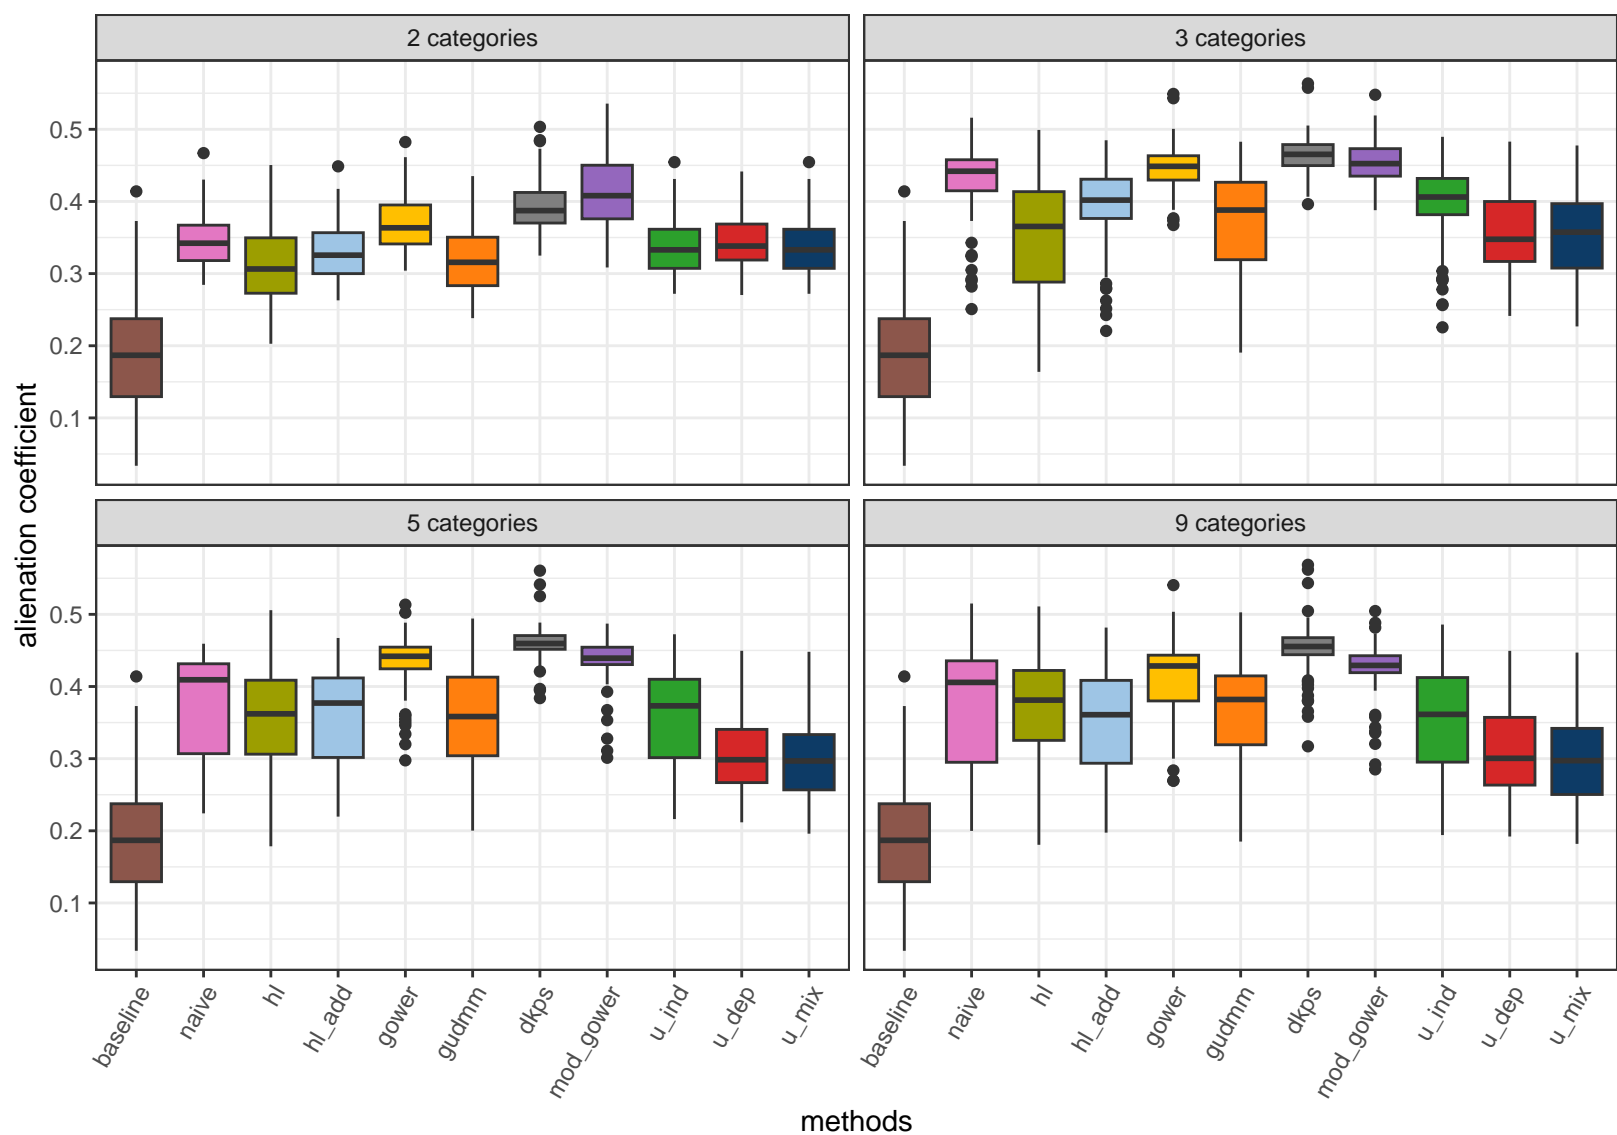 2 categories
3 categories
0.5
0.4
0.3
0.2
0.1
5 categories
9 categories
0.5
0.4
0.3
0.2
0.1
alienation coefficient
baseline
naive
hl
hl_add
gower
gudmm
dkps
mod_gower
u_ind
u_dep
u_mix
baseline
naive
hl
hl_add
gower
gudmm
dkps
mod_gower
u_ind
u_dep
u_mix
methods